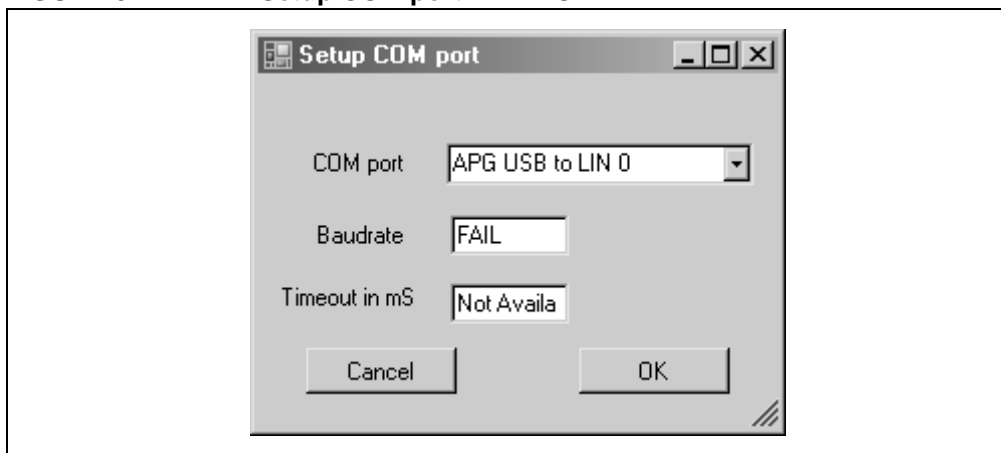 Setup COM port
COM port APG USB to LIN 0
Baudrate FAIL
Timeout in mS Not Availa
Cancel OK